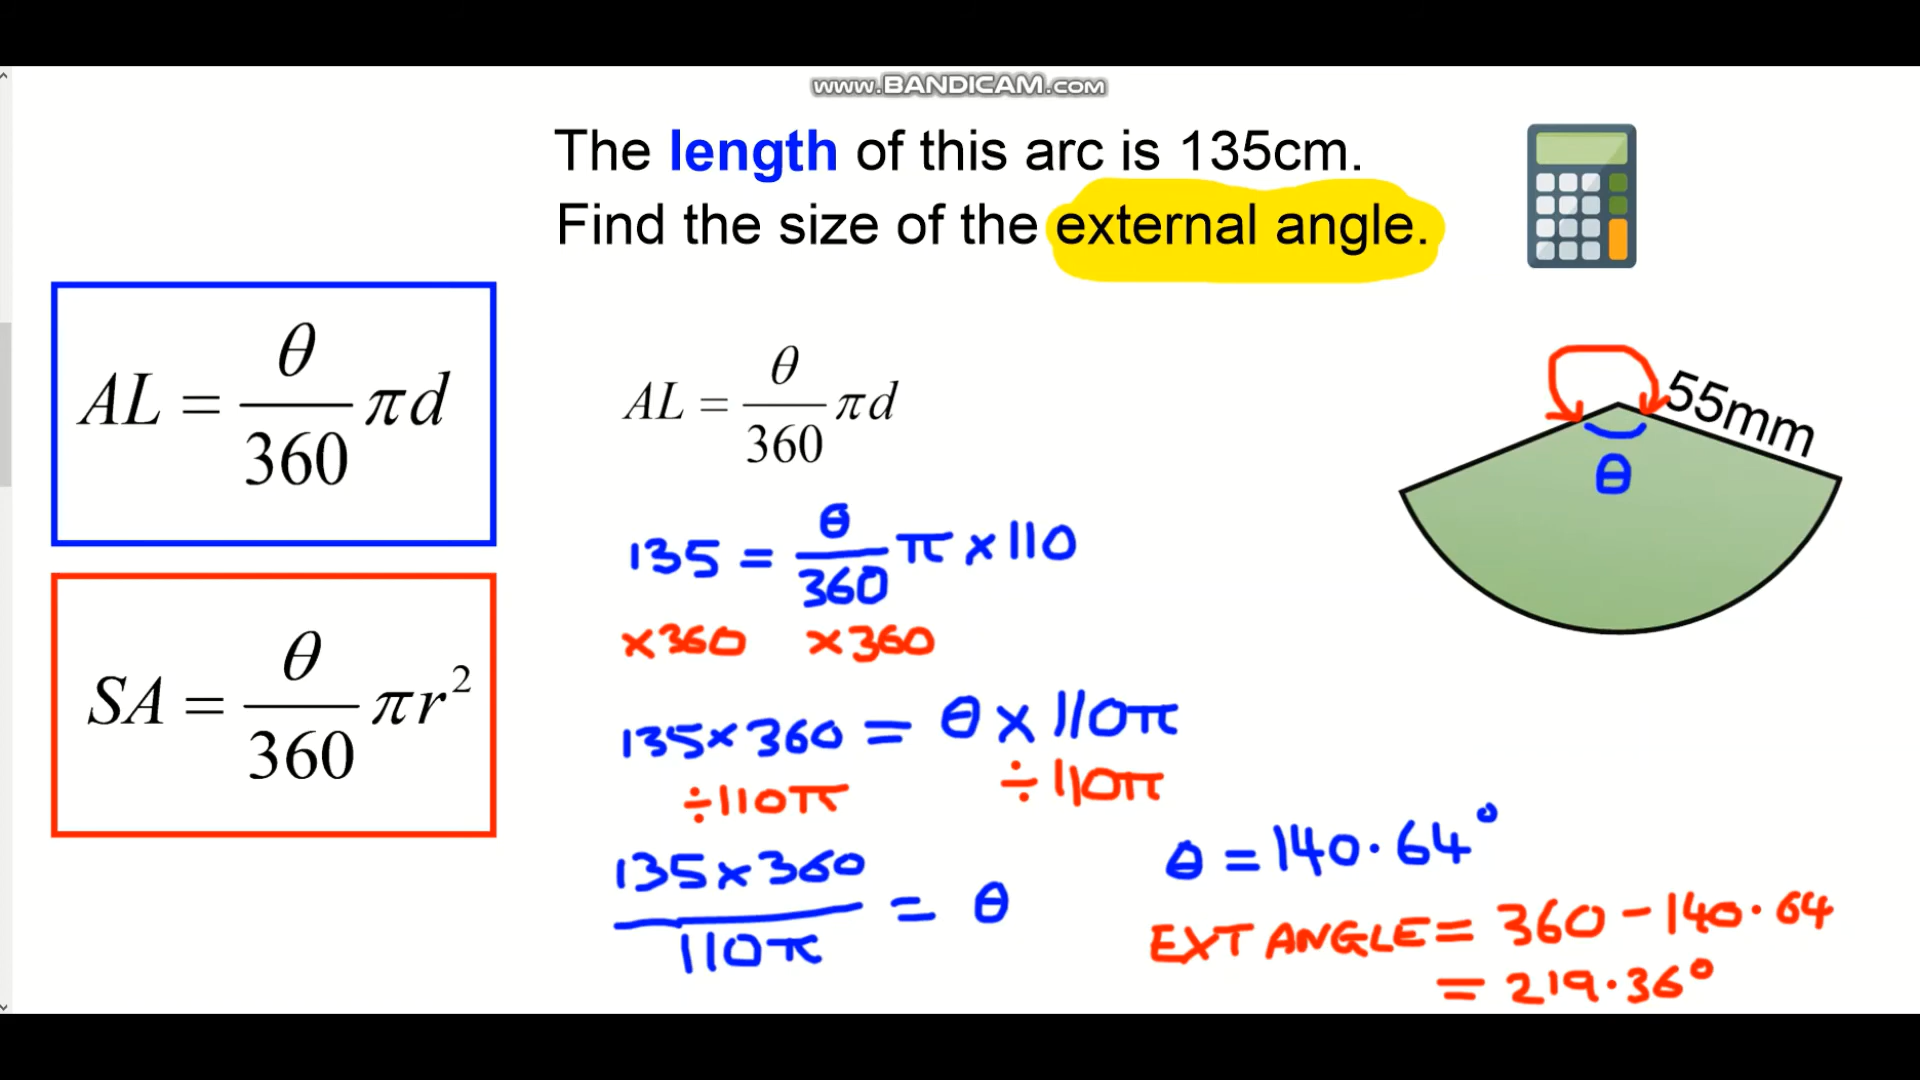 www.BANDICAM.com
The length of this arc is 135cm.
Find the size of the external angle.
AL = θ/360 πd
SA = θ/360 πr²
AL = θ/360 πd
135 = θ/360 π × 110
×360 ×360
135 × 360 = θ × 110π
÷110π ÷110π
135 × 360 / 110π = θ
55mm
θ
θ = 140.64°
EXT ANGLE = 360 - 140.64
= 219.36°